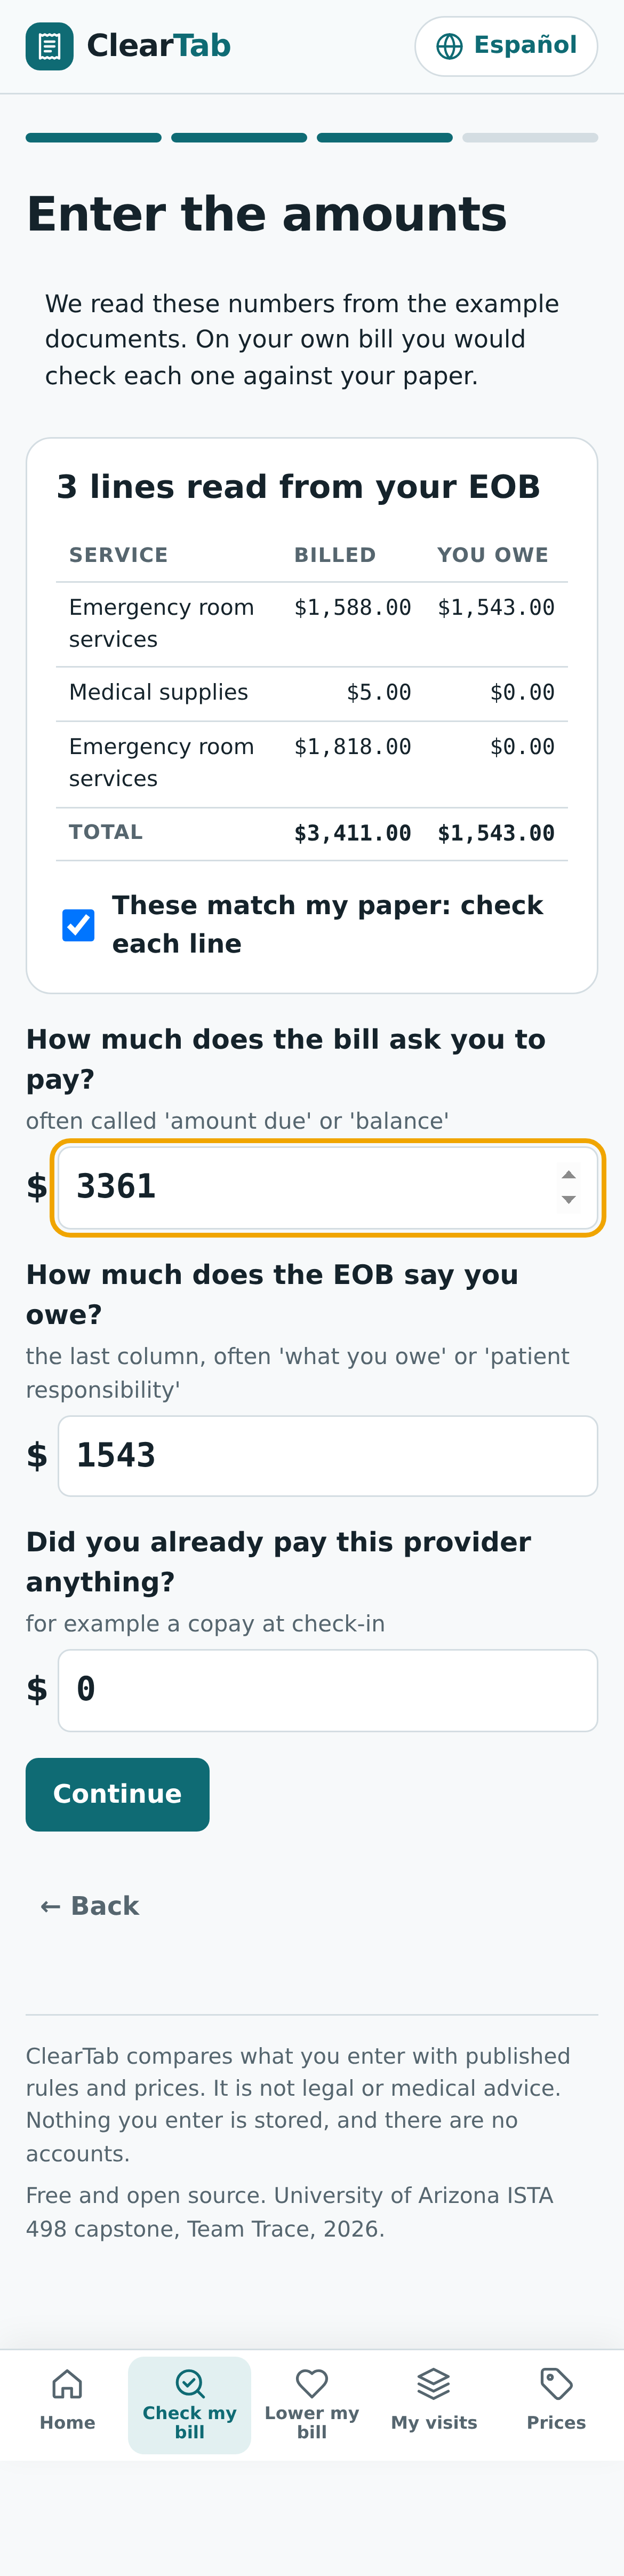 ClearTab
Español
Enter the amounts
We read these numbers from the example
documents. On your own bill you would
check each one against your paper.
3 lines read from your EOB
SERVICE BILLED YOU OWE
Emergency room $1,588.00 $1,543.00
services
Medical supplies $5.00 $0.00
Emergency room $1,818.00 $0.00
services
TOTAL $3,411.00 $1,543.00
These match my paper: check
each line
How much does the bill ask you to
pay?
often called 'amount due' or 'balance'
$ 3361
How much does the EOB say you
owe?
the last column, often 'what you owe' or 'patient
responsibility'
$ 1543
Did you already pay this provider
anything?
for example a copay at check-in
$ 0
Continue
← Back
ClearTab compares what you enter with published
rules and prices. It is not legal or medical advice.
Nothing you enter is stored, and there are no
accounts.
Free and open source. University of Arizona ISTA
498 capstone, Team Trace, 2026.
Home
Check my
bill
Lower my
bill
My visits
Prices